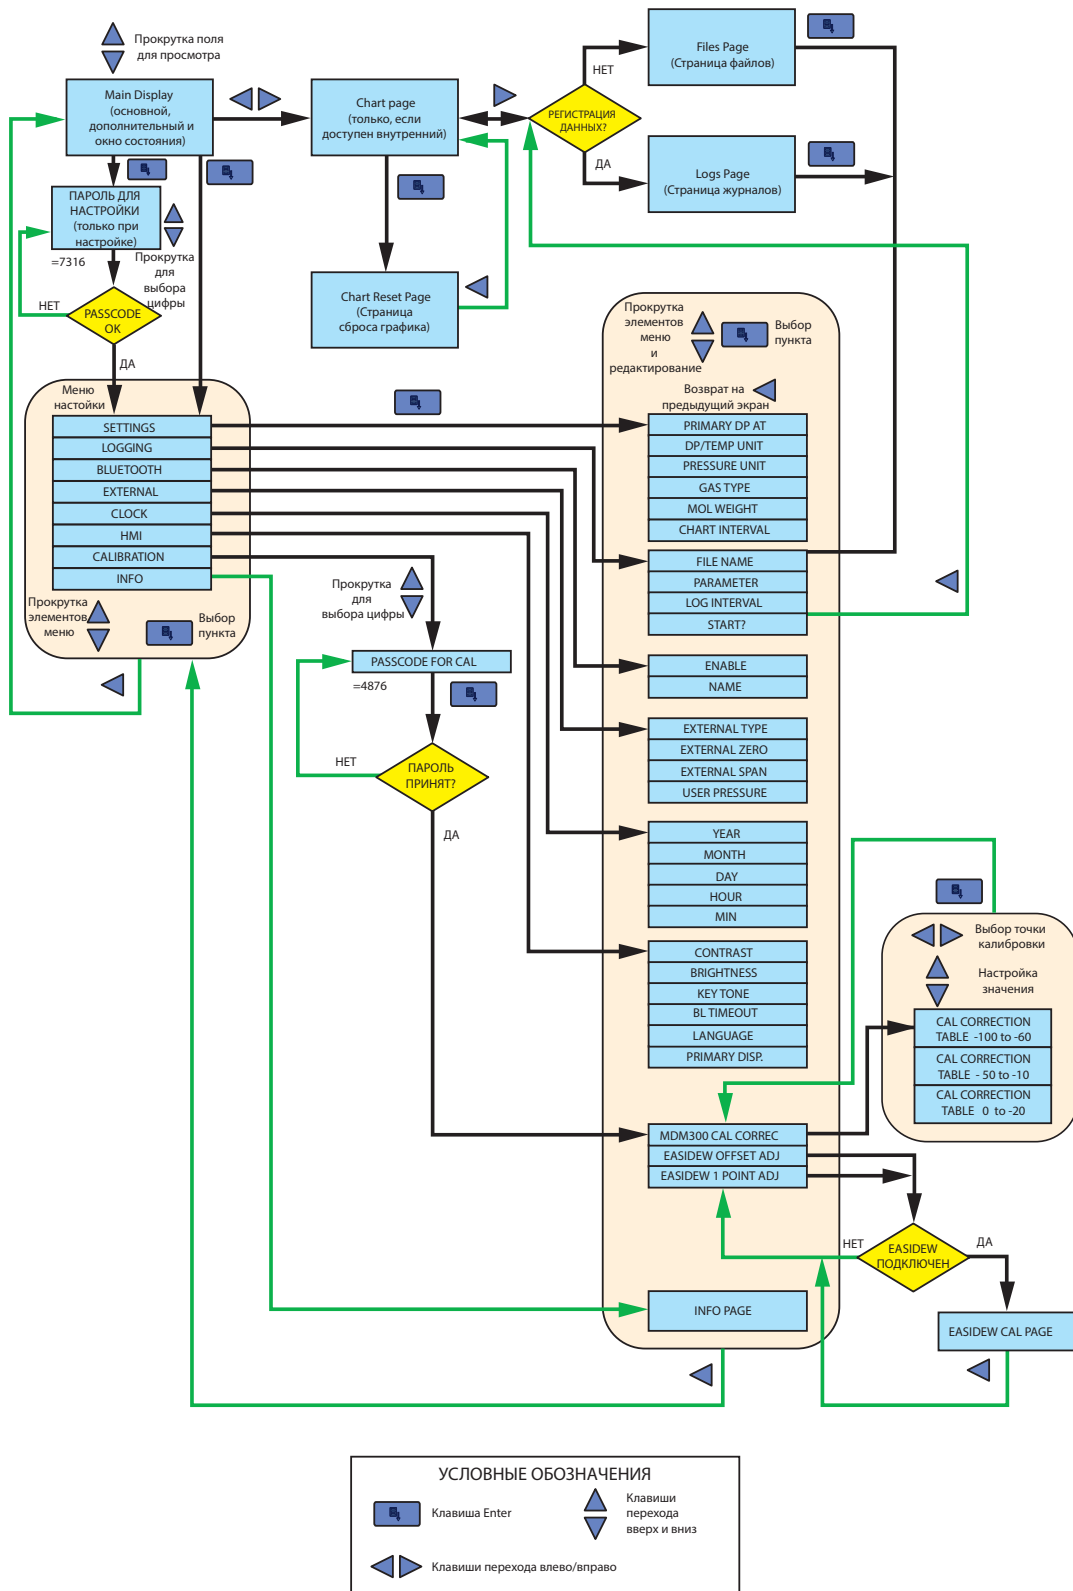 Прокрутка поля
для просмотра
Main Display
(основной,
дополнительный и
окно состояния)
Chart page
(только, если
доступен внутренний)
РЕГИСТРАЦИЯ
ДАННЫХ?
НЕТ
ДА
Files Page
(Страница файлов)
Logs Page
(Страница журналов)
ПАРОЛЬ ДЛЯ
НАСТРОЙКИ
(только при
настройке)
=7316
Прокрутка
для
выбора
цифры
НЕТ
PASSCODE
OK
ДА
Chart Reset Page
(Страница
сброса графика)
Меню
настойки
SETTINGS
LOGGING
BLUETOOTH
EXTERNAL
CLOCK
HMI
CALIBRATION
INFO
Прокрутка
элементов
меню
Выбор
пункта
Прокрутка
для
выбора цифры
PASSCODE FOR CAL
=4876
НЕТ
ПАРОЛЬ
ПРИНЯТ?
ДА
Прокрутка
элементов
меню
и
редактирование
Выбор
пункта
Возврат на
предыдущий экран
PRIMARY DP AT
DP/TEMP UNIT
PRESSURE UNIT
GAS TYPE
MOL WEIGHT
CHART INTERVAL
FILE NAME
PARAMETER
LOG INTERVAL
START?
ENABLE
NAME
EXTERNAL TYPE
EXTERNAL ZERO
EXTERNAL SPAN
USER PRESSURE
YEAR
MONTH
DAY
HOUR
MIN
CONTRAST
BRIGHTNESS
KEY TONE
BL TIMEOUT
LANGUAGE
PRIMARY DISP.
MDM300 CAL CORREC
EASIDEW OFFSET ADJ
EASIDEW 1 POINT ADJ
INFO PAGE
Выбор точки
калибровки
Настройка
значения
CAL CORRECTION
TABLE -100 to -60
CAL CORRECTION
TABLE - 50 to -10
CAL CORRECTION
TABLE 0 to -20
НЕТ
EASIDEW
ПОДКЛЮЧЕН
ДА
EASIDEW CAL PAGE
УСЛОВНЫЕ ОБОЗНАЧЕНИЯ
Клавиша Enter
Клавиши
перехода
вверх и вниз
Клавиши перехода влево/вправо